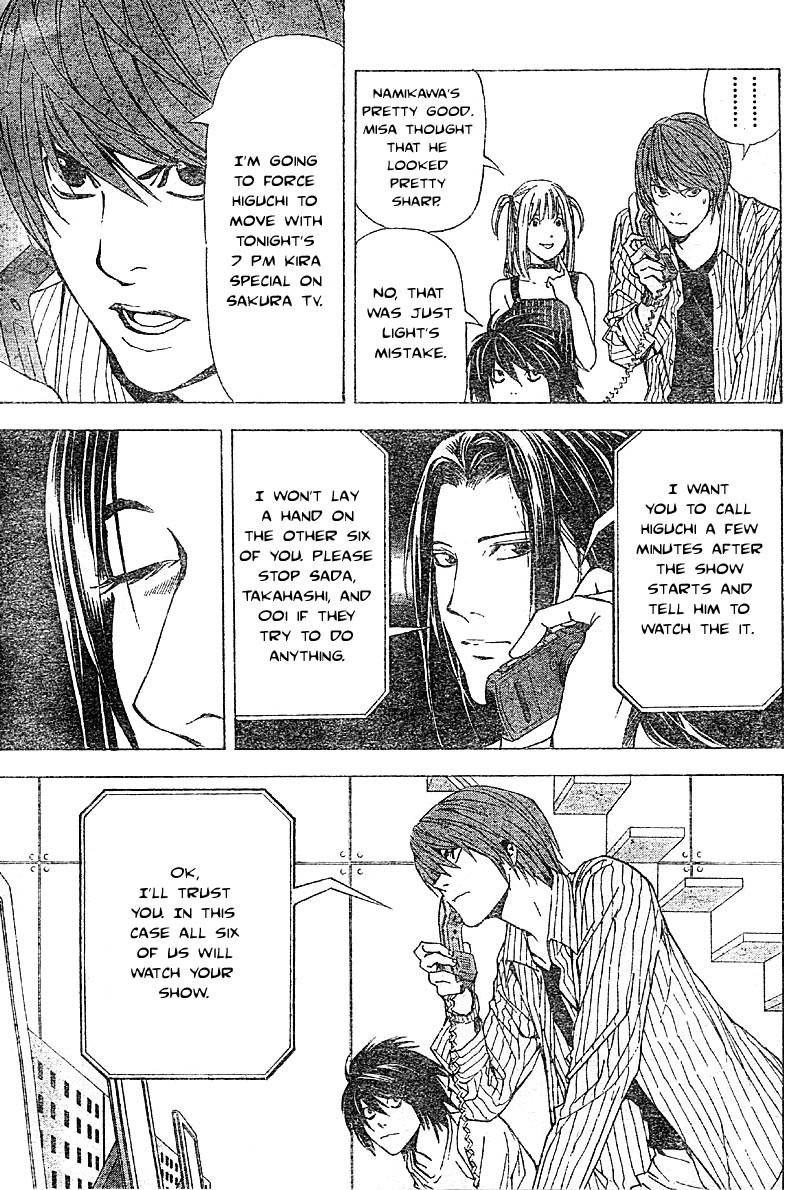 NAMIKAWA'S
PRETTY GOOD.
MISA THOUGHT
THAT HE
LOOKED
PRETTY
SHARP.
NO, THAT
WAS JUST
LIGHT'S
MISTAKE.
I'M GOING
TO FORCE
HIGUCHI TO
MOVE WITH
TONIGHT'S
7 PM KIRA
SPECIAL ON
SAKURA TV.
I WANT
YOU TO CALL
HIGUCHI A FEW
MINUTES AFTER
THE SHOW
STARTS AND
TELL HIM TO
WATCH THE IT.
I WON'T LAY
A HAND ON
THE OTHER SIX
OF YOU. PLEASE
STOP SADA,
TAKAHASHI, AND
OOI IF THEY
TRY TO DO
ANYTHING.
OK,
I'LL TRUST
YOU. IN THIS
CASE ALL SIX
OF US WILL
WATCH YOUR
SHOW.